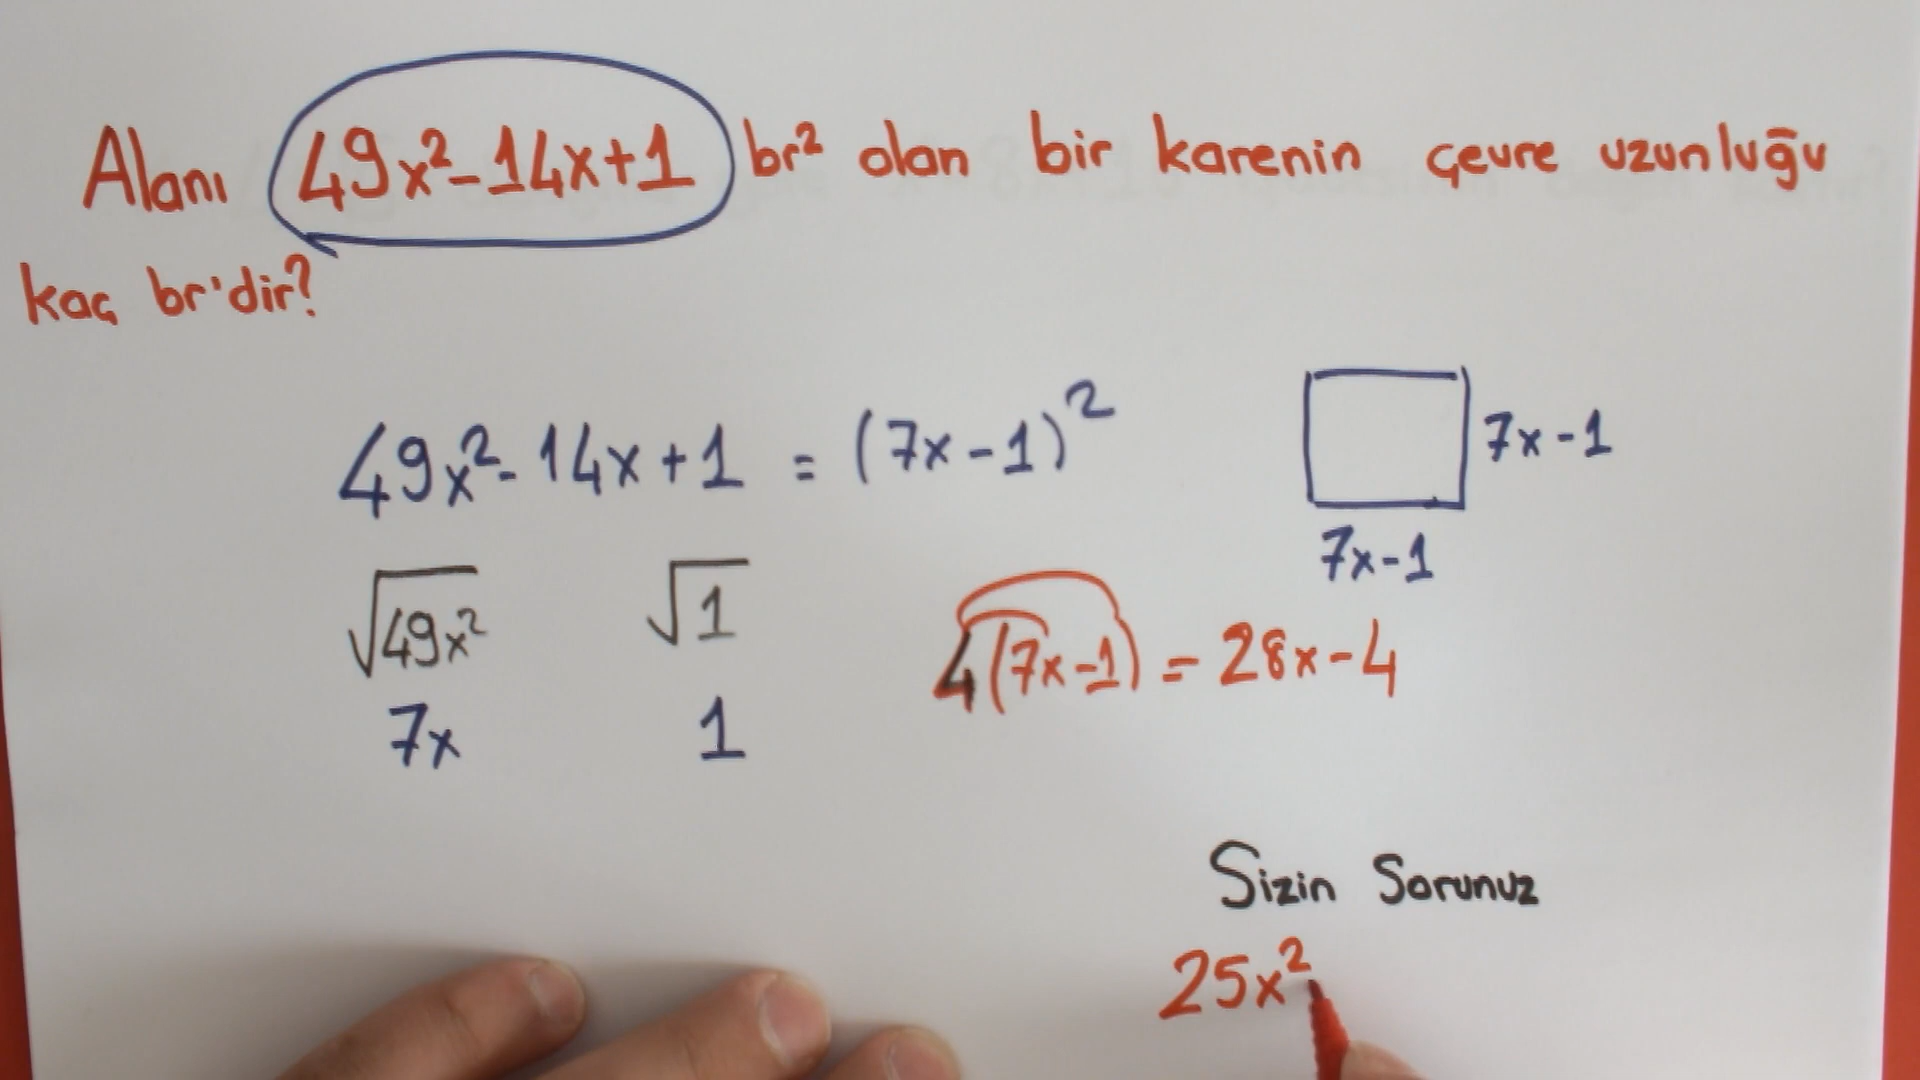 Alanı 49x²-14x+1 br² olan bir karenin çevre uzunluğu
kaç br'dir?
49x²-14x+1 = (7x-1)²
7x-1
7x-1
√49x² √1
4(7x-1) = 28x-4
7x 1
Sizin Sorunuz
25x²